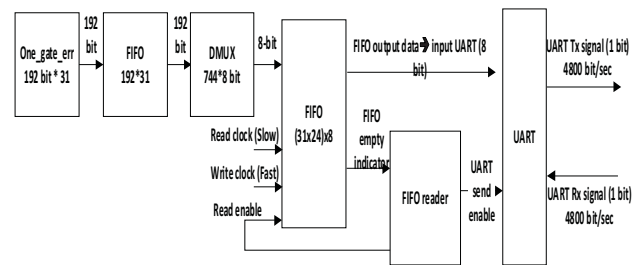 One_gate_err
192 bit * 31
192
bit
FIFO
192*31
192
bit
DMUX
744*8 bit
8-bit
FIFO
(31x24)x8
Read clock (Slow)
Write clock (Fast)
Read enable
FIFO output data→ input UART (8
bit)
FIFO
empty
indicator
FIFO reader
UART
send
enable
UART
UART Tx signal (1 bit)
4800 bit/sec
UART Rx signal (1 bit)
4800 bit/sec